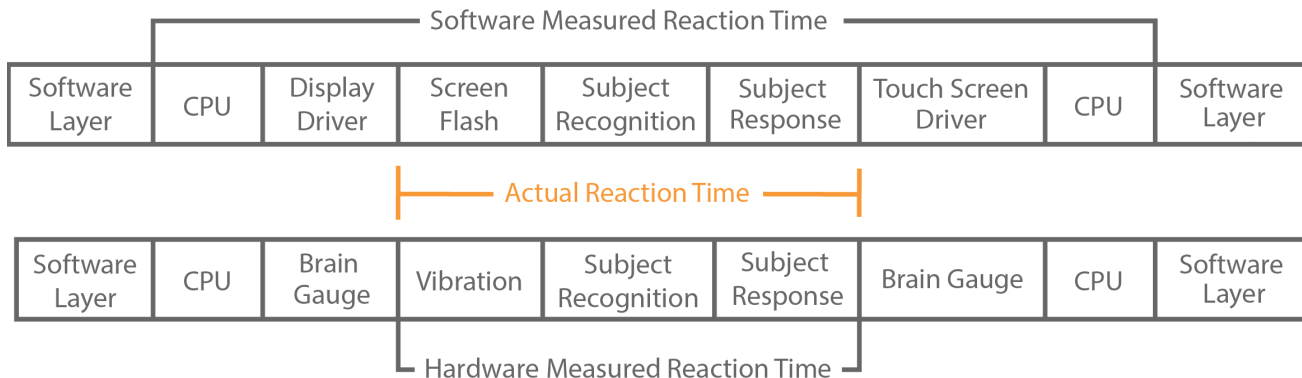 Software Measured Reaction Time
Software Layer
CPU
Display Driver
Screen Flash
Subject Recognition
Subject Response
Touch Screen Driver
CPU
Software Layer
Actual Reaction Time
Software Layer
CPU
Brain Gauge
Vibration
Subject Recognition
Subject Response
Brain Gauge
CPU
Software Layer
Hardware Measured Reaction Time